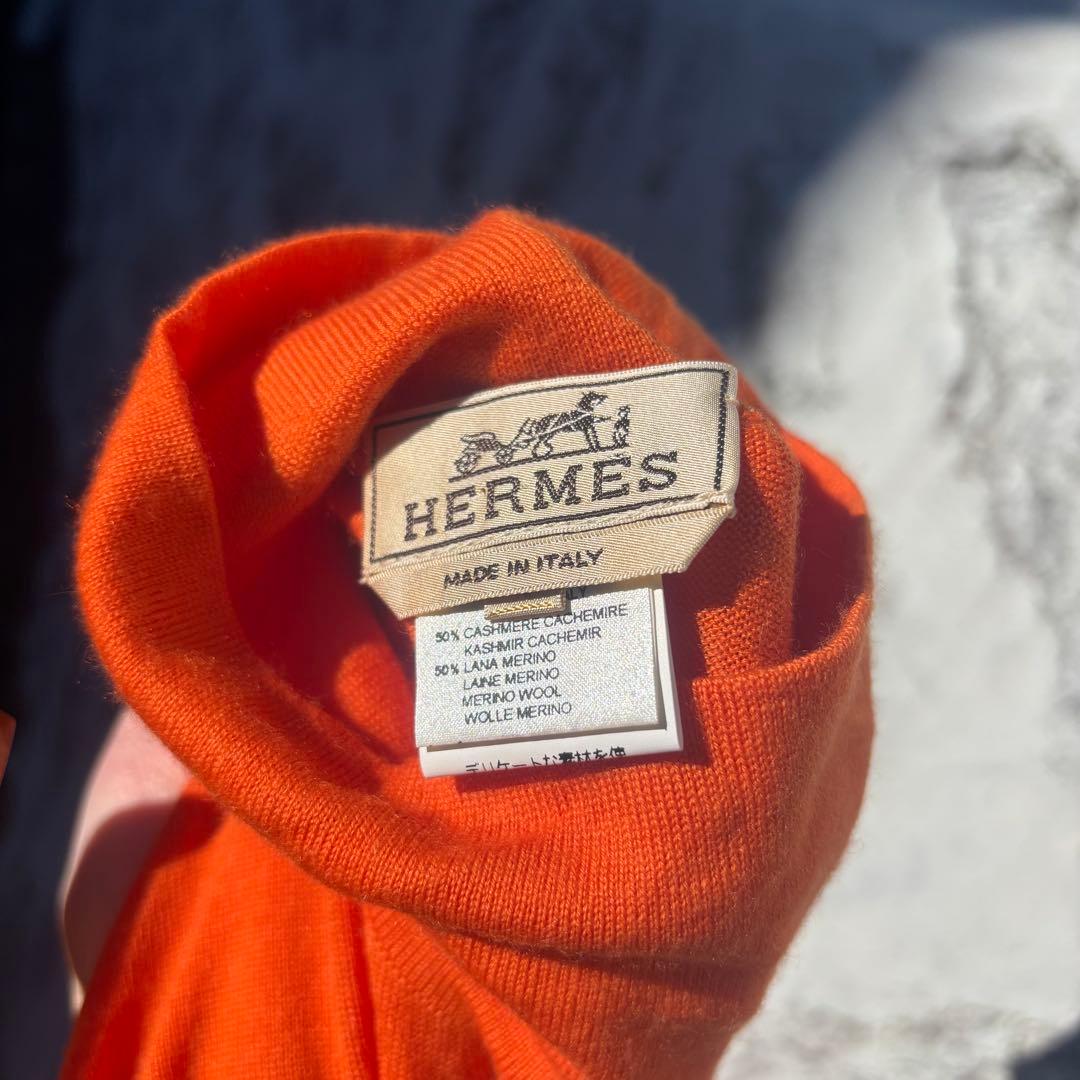 HERMES
MADE IN ITALY
LY
50% CASHMERE CACHEMIRE
KASHMIR CACHEMIR
50% LANA MERINO
LAINE MERINO
MERINO WOOL
WOLLE MERINO
デリケートな素材を使